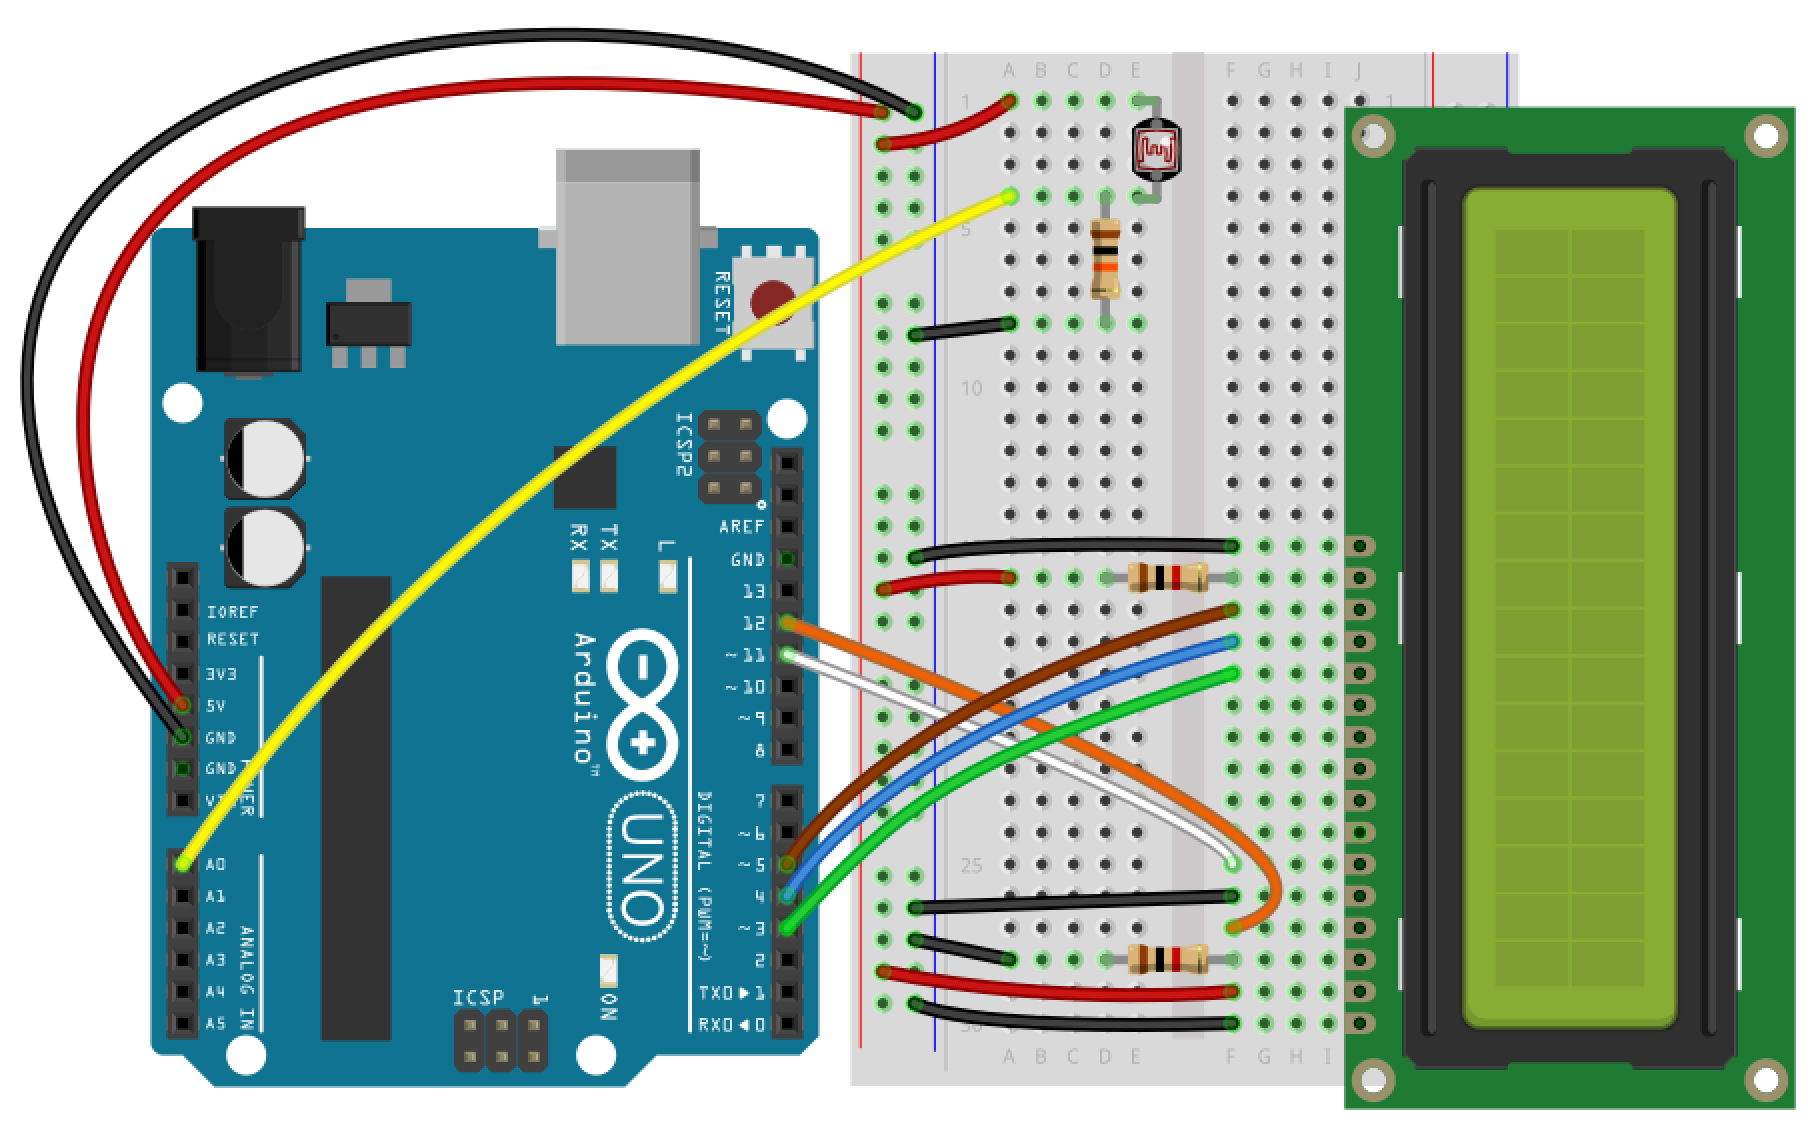 A B C D E F G H I J
1 1
5
RESET
10
ICSP2
AREF
RX TX L
GND
13
IOREF
12
RESET
~11
3V3
~10
5V
~9
GND
8
GND
Arduino™
7
~6
~5
A0
25
4
A1
UNO
~3
A2
DIGITAL (PWM=~)
2
A3
ANALOG IN
TX0▶1
A4
ICSP 1
ON
RX0◀0
A5
30
A B C D E F G H I